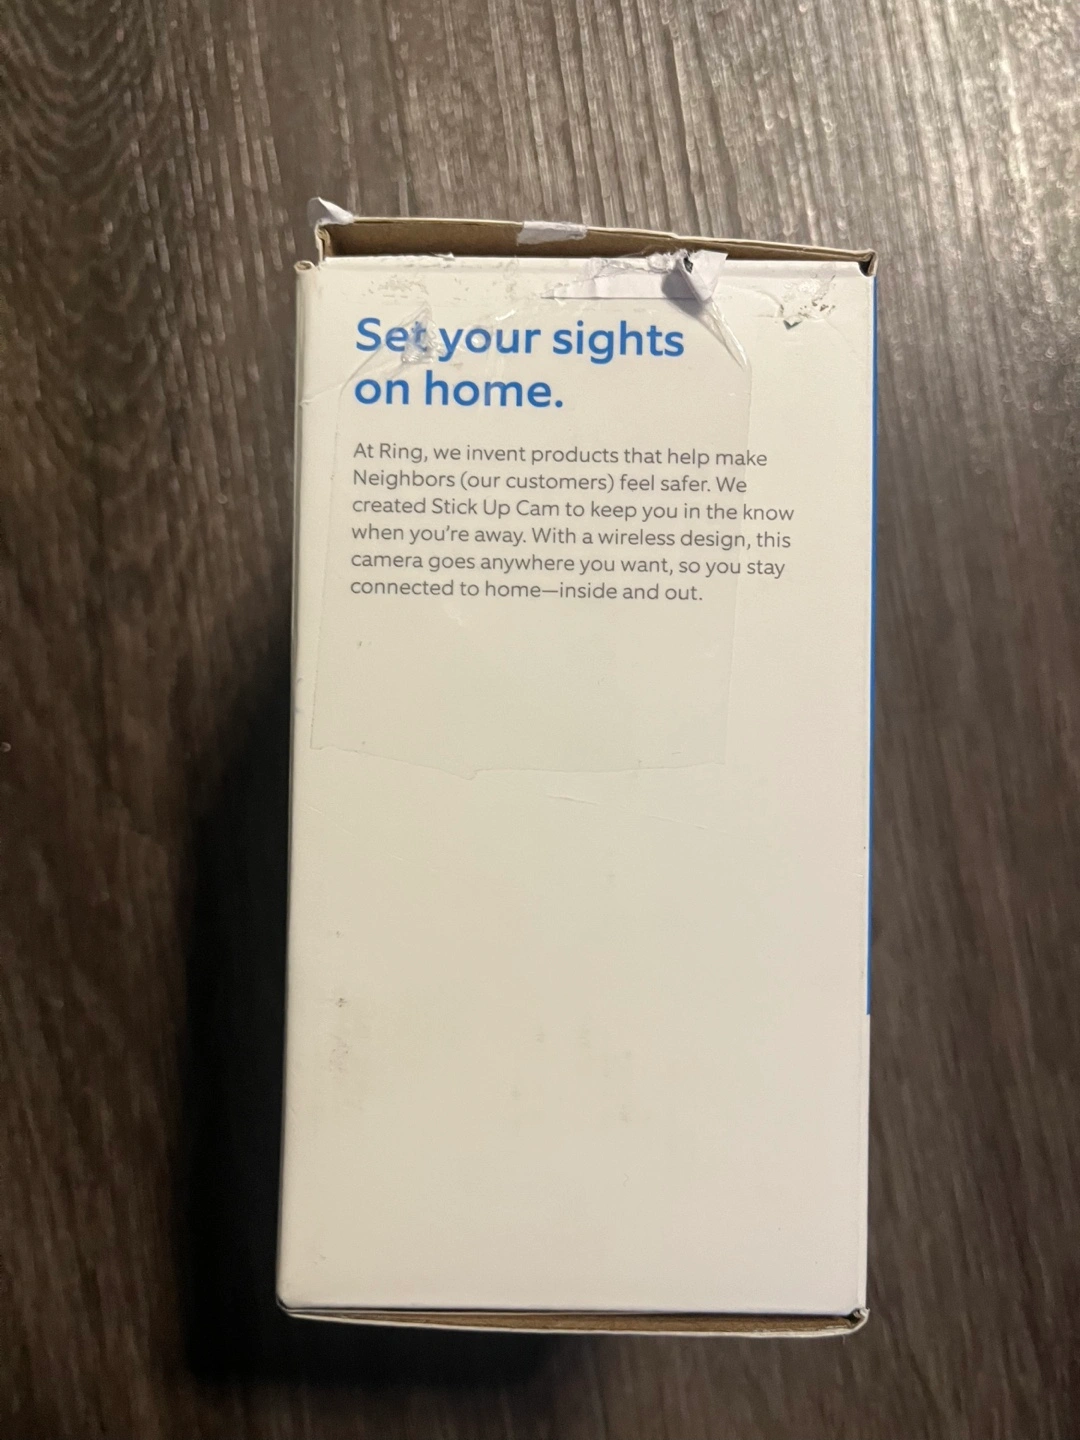 Set your sights
on home.
At Ring, we invent products that help make
Neighbors (our customers) feel safer. We
created Stick Up Cam to keep you in the know
when you're away. With a wireless design, this
camera goes anywhere you want, so you stay
connected to home—inside and out.